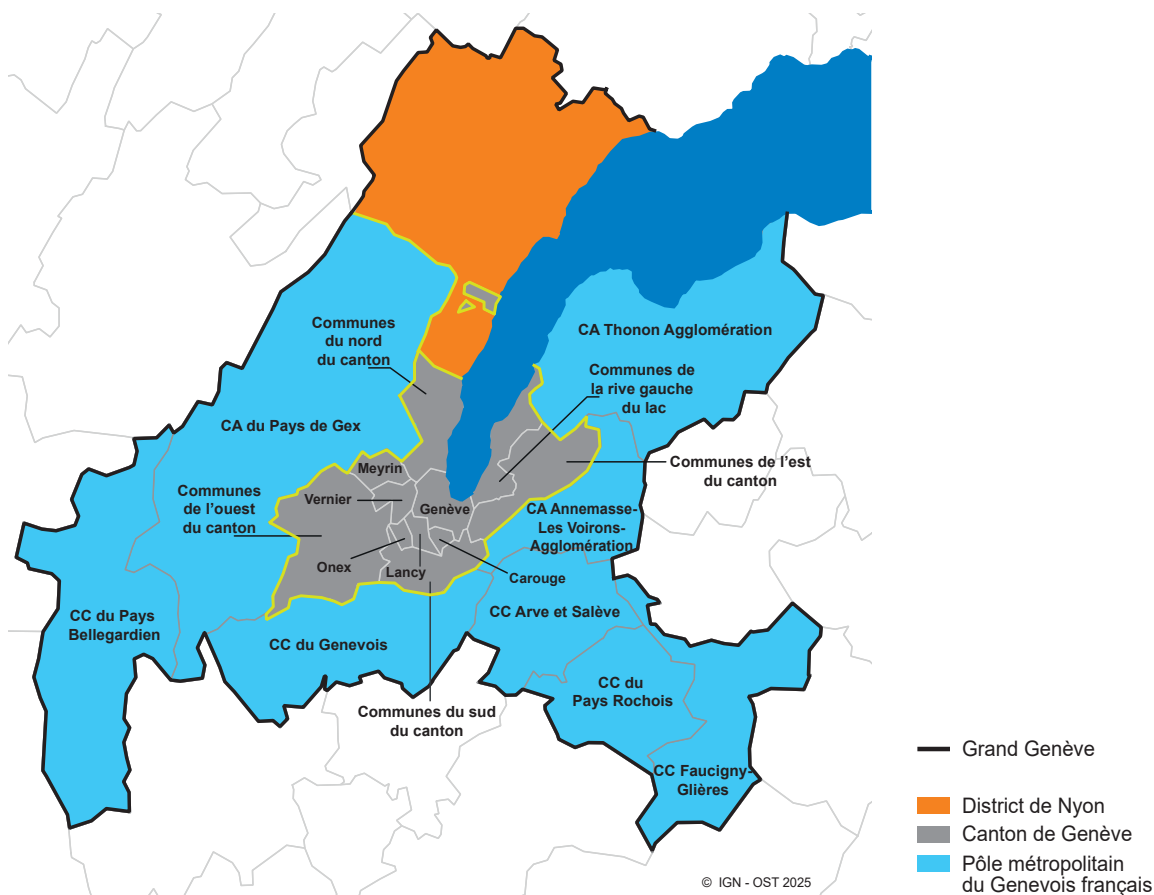 Communes
du nord
du canton
CA Thonon Agglomération
Communes de
la rive gauche
du lac
CA du Pays de Gex
Meyrin
Communes de l'est
du canton
Communes
de l'ouest
du canton
Vernier
Genève
CA Annemasse-
Les Voirons-
Agglomération
Onex
Lancy
Carouge
CC du Pays
Bellegardien
CC Arve et Salève
CC du Genevois
CC du
Pays Rochois
Communes du sud
du canton
CC Faucigny-
Glières
Grand Genève
District de Nyon
Canton de Genève
Pôle métropolitain
du Genevois français
© IGN - OST 2025